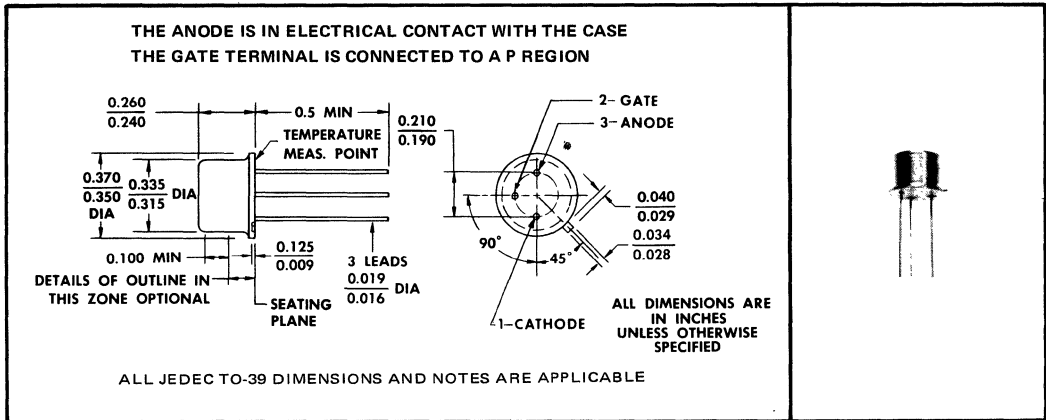 THE ANODE IS IN ELECTRICAL CONTACT WITH THE CASE
THE GATE TERMINAL IS CONNECTED TO A P REGION
0.260
0.240
0.5 MIN
TEMPERATURE
MEAS. POINT
0.370
0.350
DIA
0.335
0.315
DIA
0.100 MIN
0.125
0.009
DETAILS OF OUTLINE IN
THIS ZONE OPTIONAL
SEATING
PLANE
3 LEADS
0.019
0.016
DIA
0.210
0.190
2- GATE
3- ANODE
0.040
0.029
0.034
0.028
90°
45°
1-CATHODE
ALL DIMENSIONS ARE
IN INCHES
UNLESS OTHERWISE
SPECIFIED
ALL JEDEC TO-39 DIMENSIONS AND NOTES ARE APPLICABLE